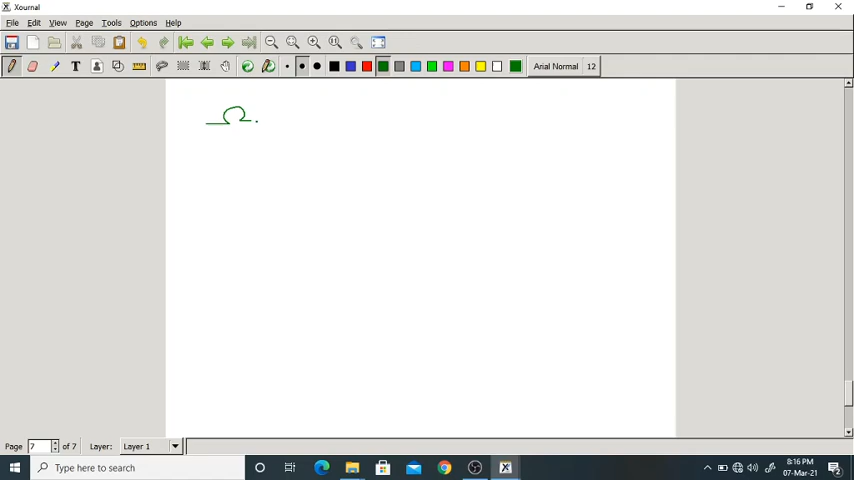 Xournal
File Edit View Page Tools Options Help
Arial Normal 12
Ω.
Page 7 of 7 Layer: Layer 1
Type here to search
8:16 PM
07-Mar-21
2